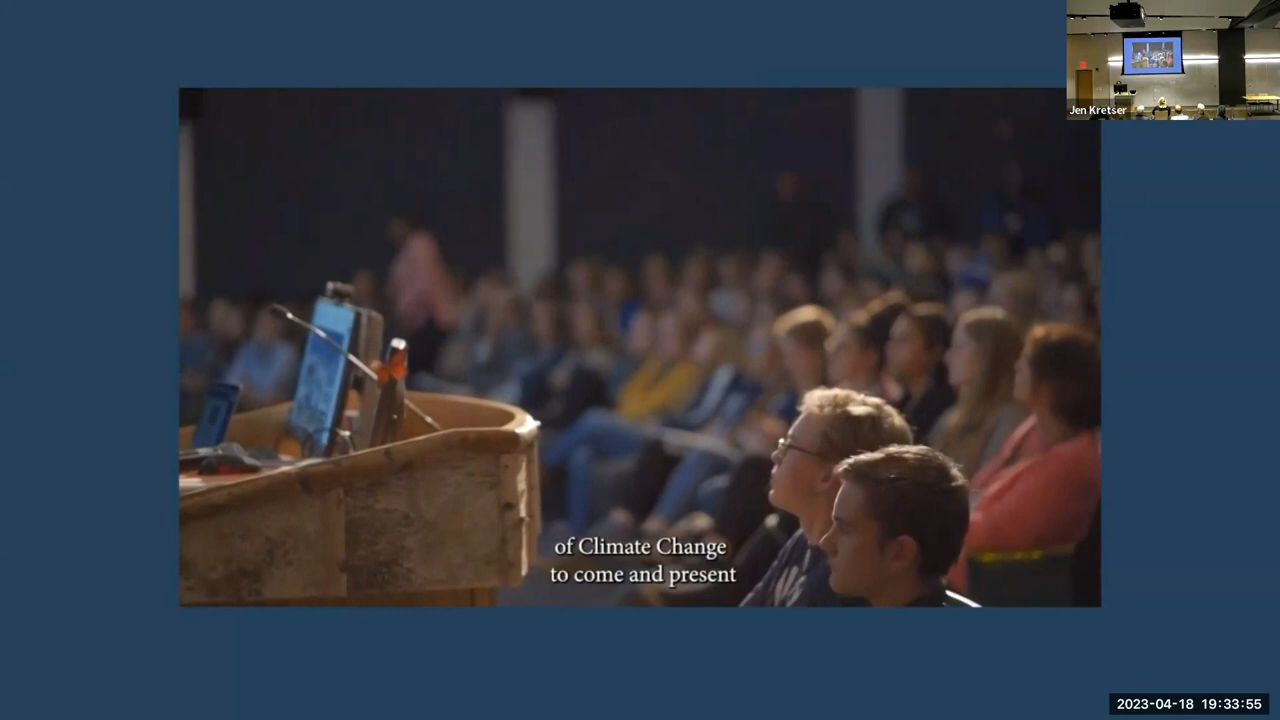 Jen Kretser
of Climate Change
to come and present
2023-04-18 19:33:55